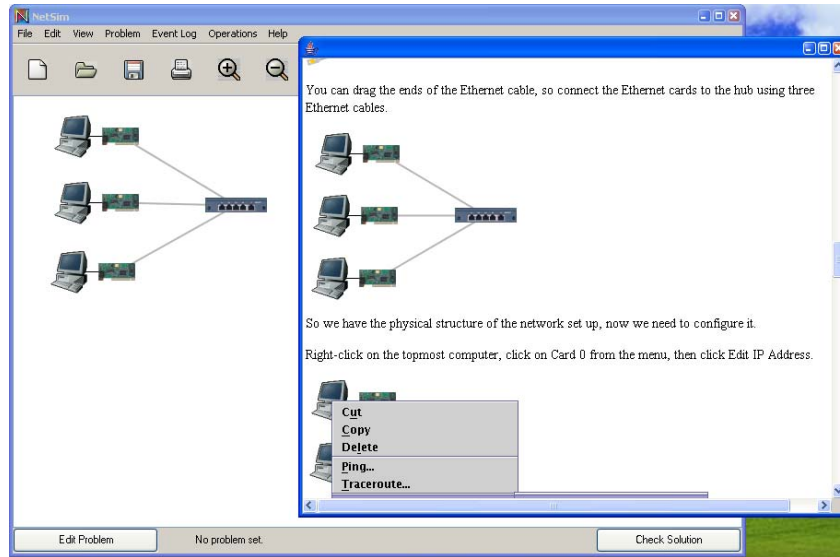 NetSim
File Edit View Problem Event Log Operations Help
You can drag the ends of the Ethernet cable, so connect the Ethernet cards to the hub using three
Ethernet cables.
So we have the physical structure of the network set up, now we need to configure it.
Right-click on the topmost computer, click on Card 0 from the menu, then click Edit IP Address.
Cut
Copy
Delete
Ping...
Traceroute...
Edit Problem
No problem set.
Check Solution